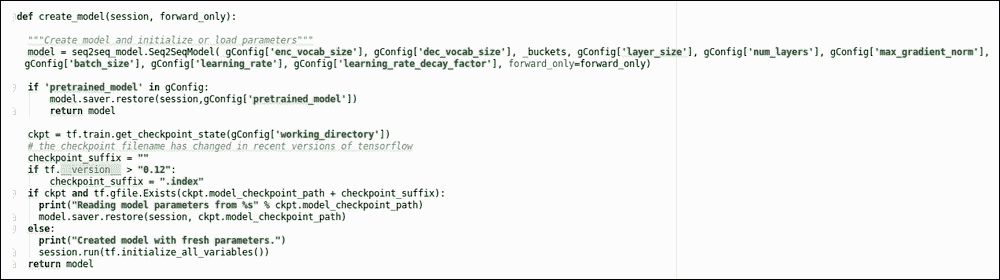 def create_model(session, forward_only):
"""Create model and initialize or load parameters"""
model = seq2seq_model.Seq2SeqModel( gConfig['enc_vocab_size'], gConfig['dec_vocab_size'], _buckets, gConfig['layer_size'], gConfig['num_layers'], gConfig['max_gradient_norm'],
gConfig['batch_size'], gConfig['learning_rate'], gConfig['learning_rate_decay_factor'], forward_only=forward_only)
if 'pretrained_model' in gConfig:
model.saver.restore(session,gConfig['pretrained_model'])
return model
ckpt = tf.train.get_checkpoint_state(gConfig['working_directory'])
# the checkpoint filename has changed in recent versions of tensorflow
checkpoint_suffix = ""
if tf.__version__ > "0.12":
checkpoint_suffix = ".index"
if ckpt and tf.gfile.Exists(ckpt.model_checkpoint_path + checkpoint_suffix):
print("Reading model parameters from %s" % ckpt.model_checkpoint_path)
model.saver.restore(session, ckpt.model_checkpoint_path)
else:
print("Created model with fresh parameters.")
session.run(tf.initialize_all_variables())
return model